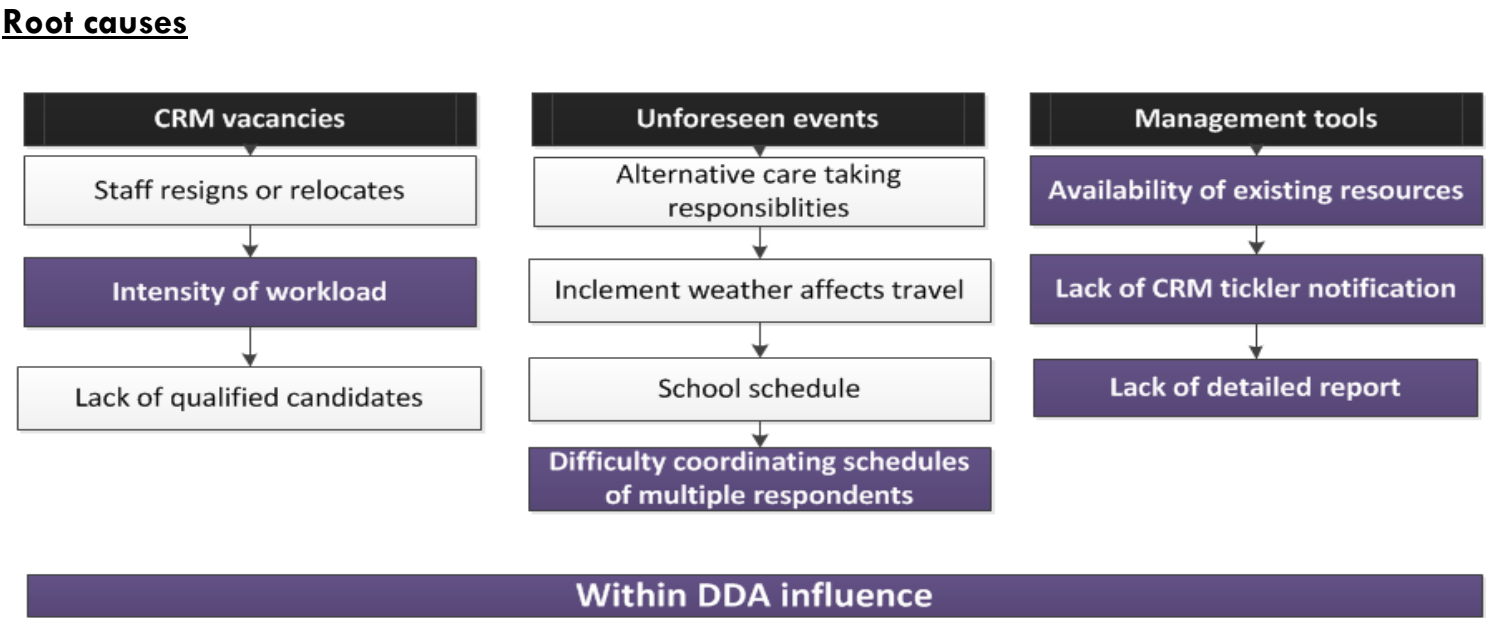 Root causes
CRM vacancies
Staff resigns or relocates
Intensity of workload
Lack of qualified candidates
Unforeseen events
Alternative care taking
responsiblities
Inclement weather affects travel
School schedule
Difficulty coordinating schedules
of multiple respondents
Management tools
Availability of existing resources
Lack of CRM tickler notification
Lack of detailed report
Within DDA influence